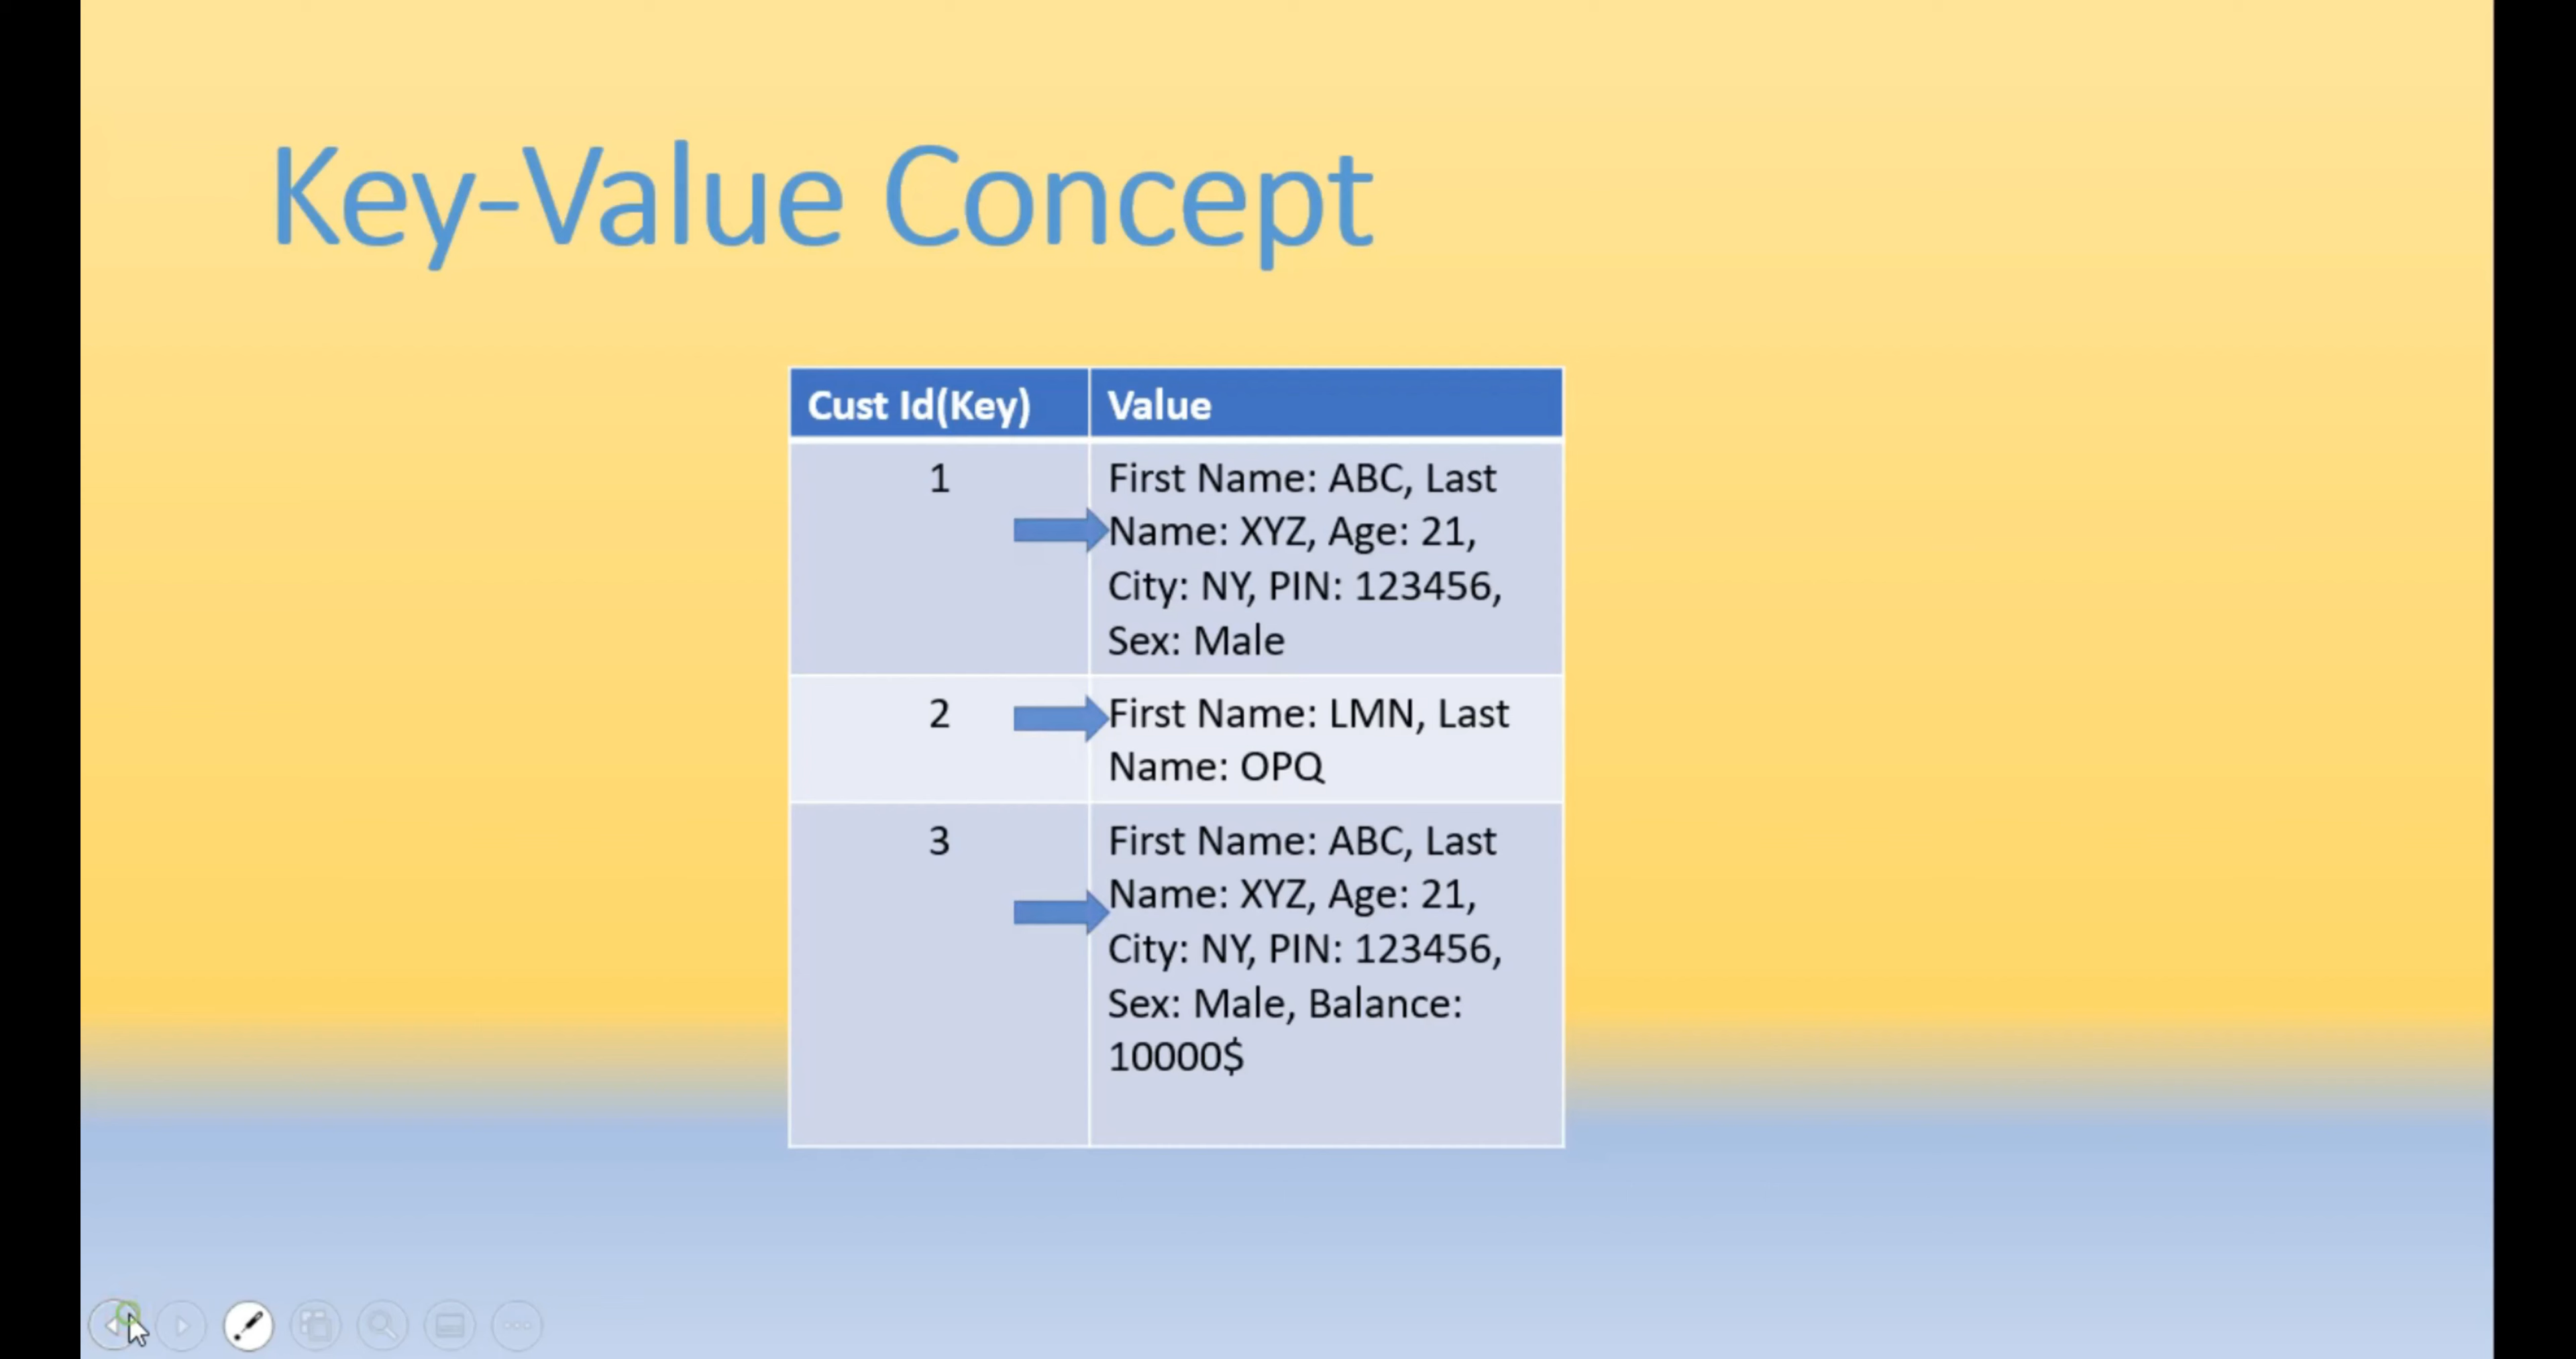 Key-Value Concept
Cust Id(Key) Value
1 First Name: ABC, Last
Name: XYZ, Age: 21,
City: NY, PIN: 123456,
Sex: Male
2 First Name: LMN, Last
Name: OPQ
3 First Name: ABC, Last
Name: XYZ, Age: 21,
City: NY, PIN: 123456,
Sex: Male, Balance:
10000$